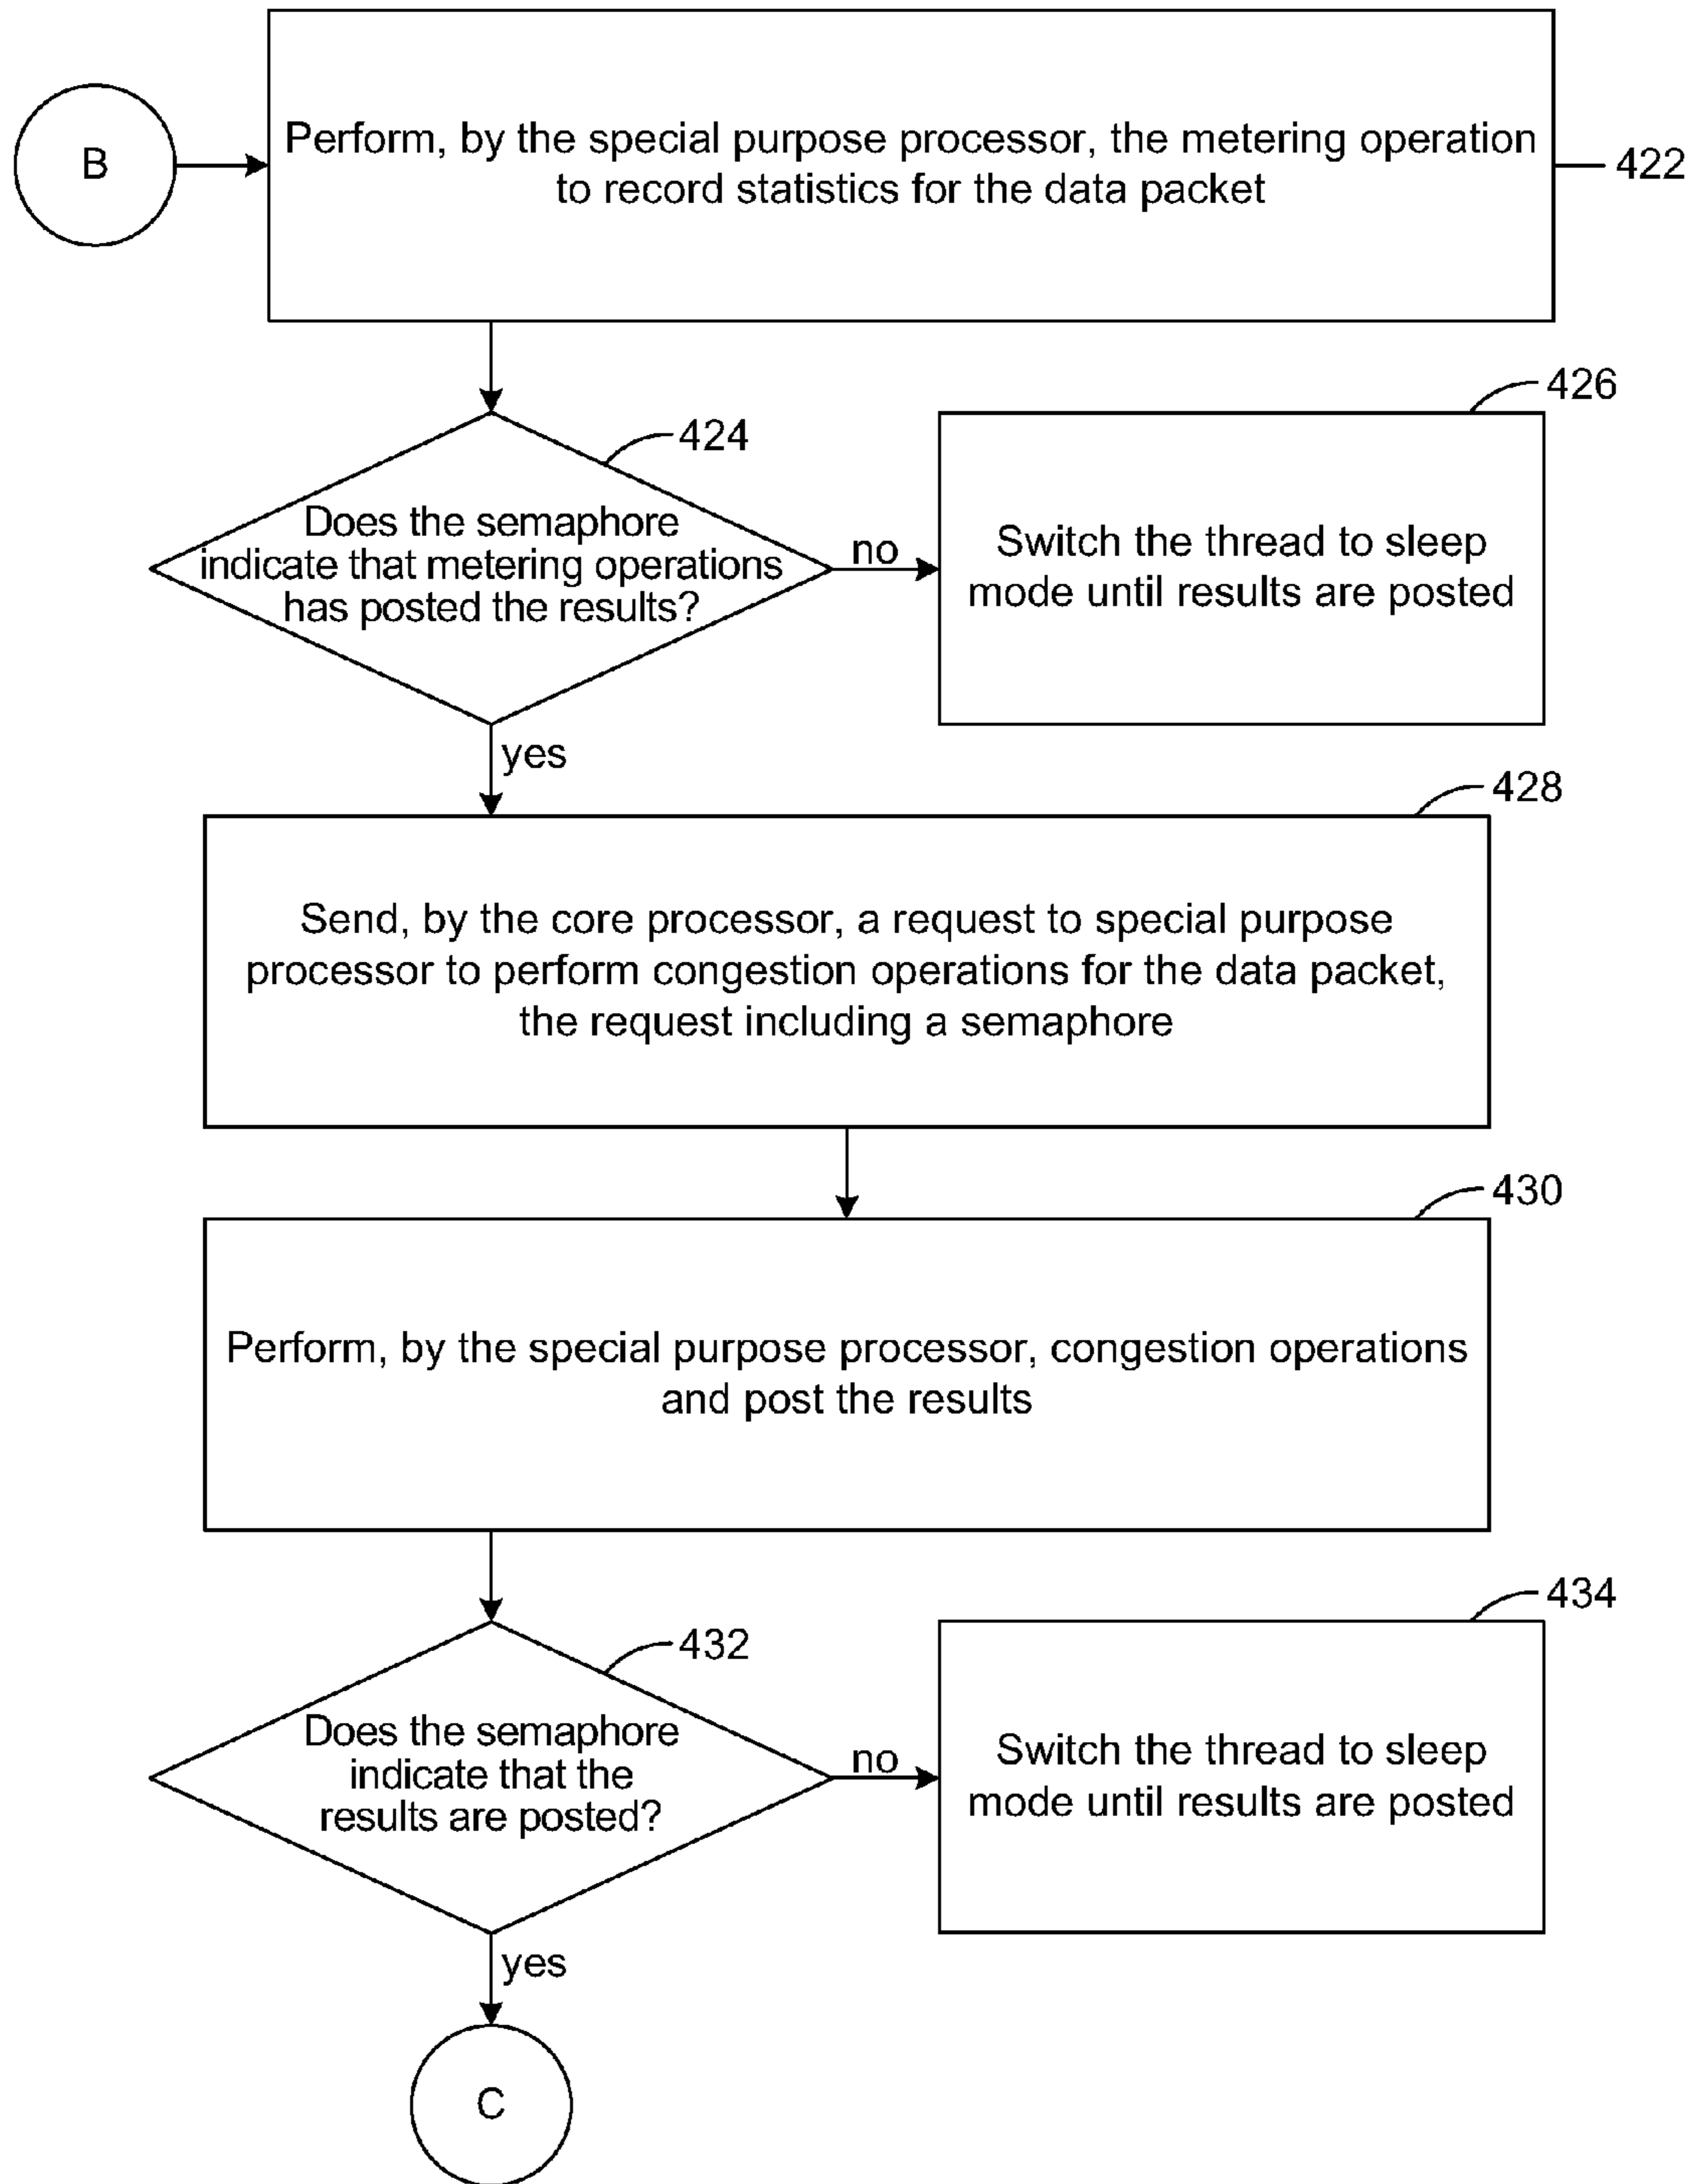 B
Perform, by the special purpose processor, the metering operation
to record statistics for the data packet
422
424
Does the semaphore
indicate that metering operations
has posted the results?
no
426
Switch the thread to sleep
mode until results are posted
yes
428
Send, by the core processor, a request to special purpose
processor to perform congestion operations for the data packet,
the request including a semaphore
430
Perform, by the special purpose processor, congestion operations
and post the results
432
Does the semaphore
indicate that the
results are posted?
no
434
Switch the thread to sleep
mode until results are posted
yes
C